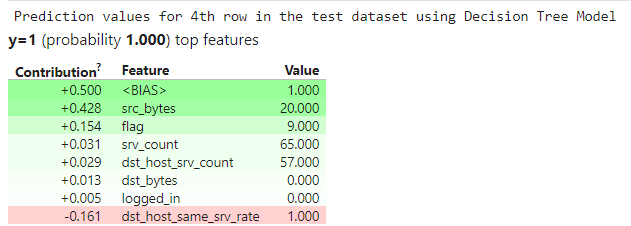 Prediction values for 4th row in the test dataset using Decision Tree Model
y=1 (probability 1.000) top features
Contribution? Feature Value
+0.500 <BIAS> 1.000
+0.428 src_bytes 20.000
+0.154 flag 9.000
+0.031 srv_count 65.000
+0.029 dst_host_srv_count 57.000
+0.013 dst_bytes 0.000
+0.005 logged_in 0.000
-0.161 dst_host_same_srv_rate 1.000